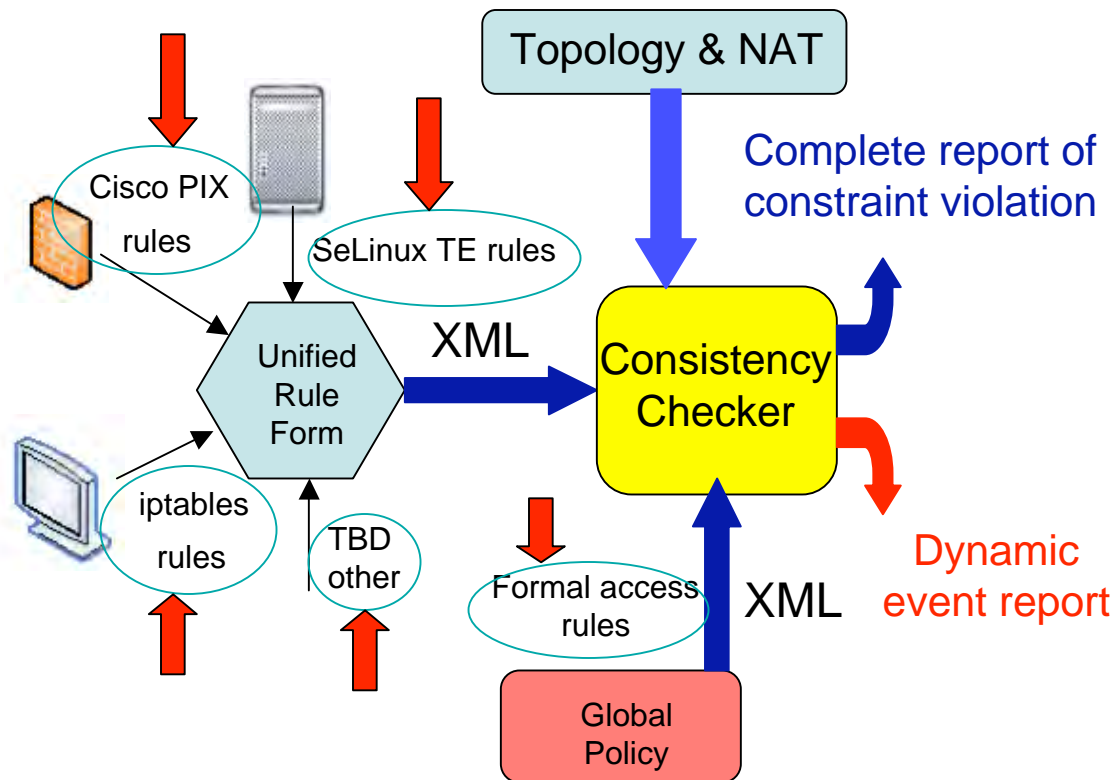 Topology & NAT
Complete report of
constraint violation
Cisco PIX
rules
SeLinux TE rules
XML
Unified
Rule
Form
Consistency
Checker
iptables
rules
TBD
other
Formal access
rules
XML
Dynamic
event report
Global
Policy